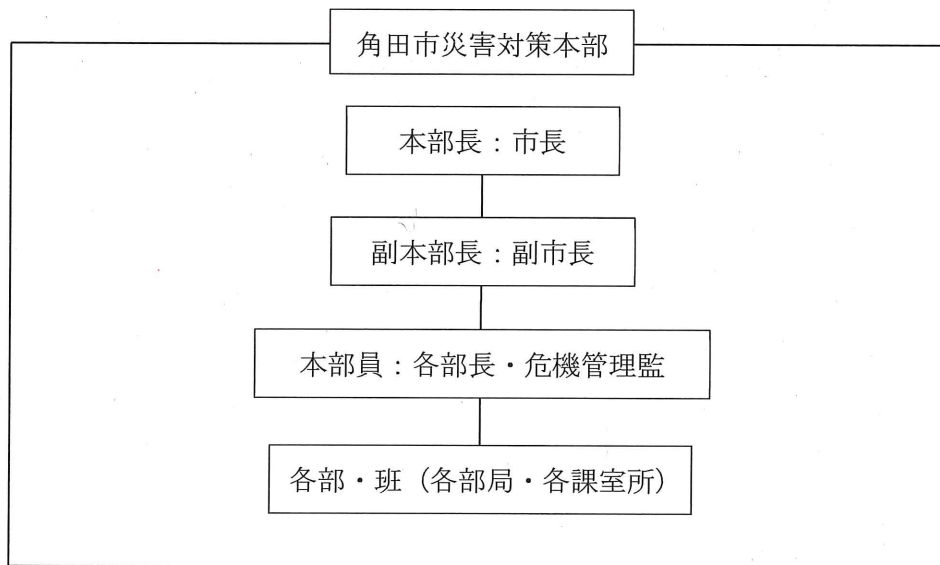 角田市災害対策本部
本部長：市長
副本部長：副市長
本部員：各部長・危機管理監
各部・班（各部局・各課室所）